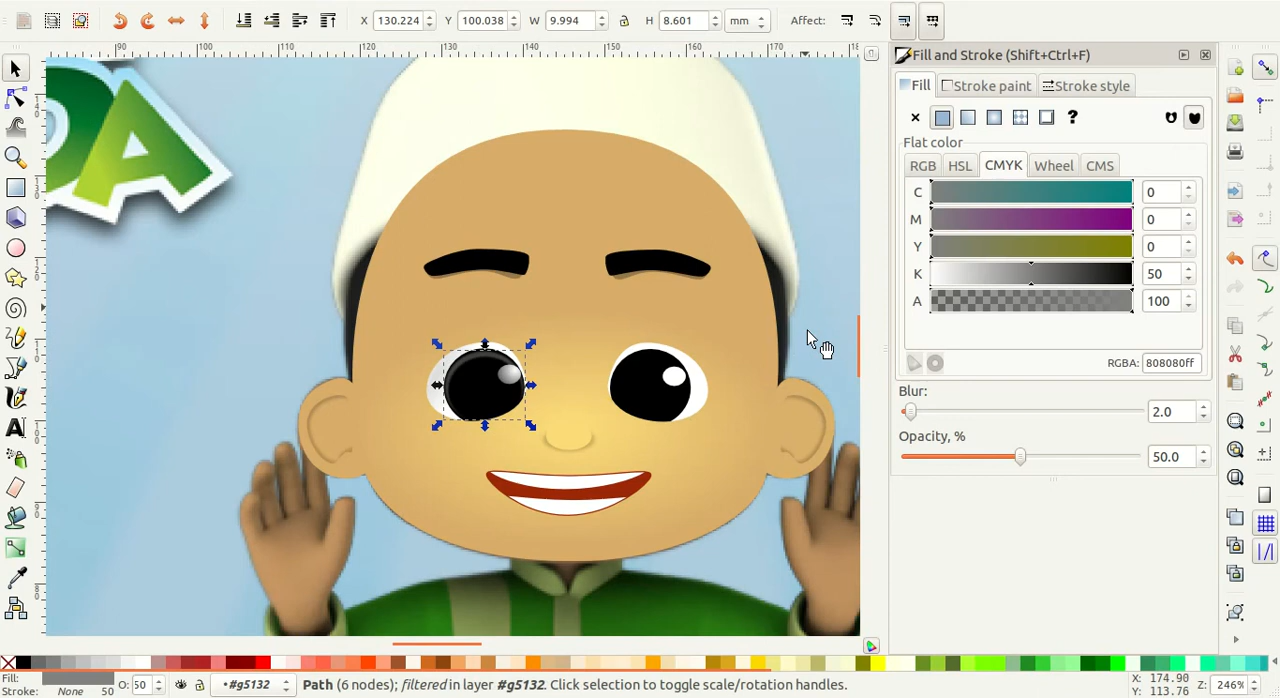 X 130.224 Y 100.038 W 9.994 H 8.601 mm Affect:
90 100 110 120 130 140 150 160 170 18
DA
Fill and Stroke (Shift+Ctrl+F)
Fill Stroke paint Stroke style
?
Flat color
RGB HSL CMYK Wheel CMS
C 0
M 0
Y 0
K 50
A 100
RGBA: 808080ff
Blur:
2.0
Opacity, %
50.0
Fill:
Stroke: None 50 O: 50 #g5132 Path (6 nodes); filtered in layer #g5132. Click selection to toggle scale/rotation handles.
X: 174.90
Y: 113.76 Z: 246%